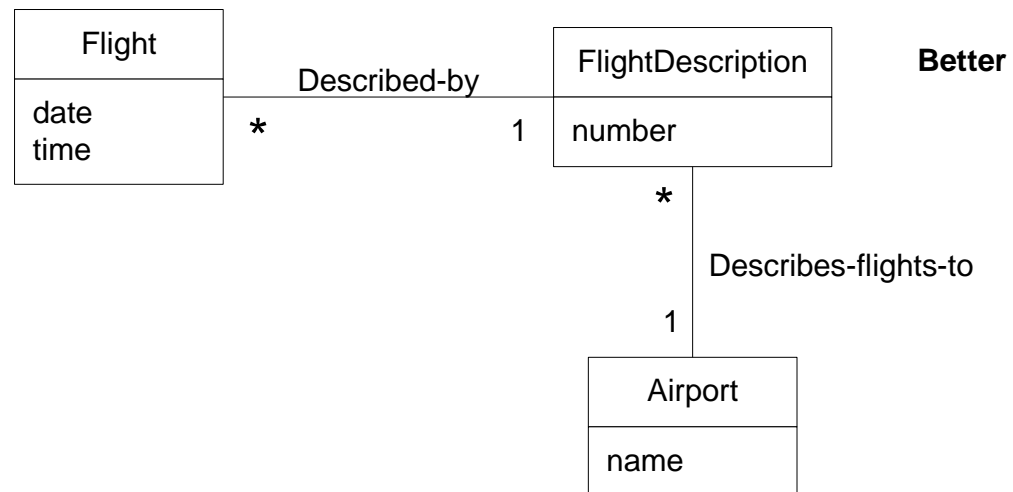 Flight
date
time
Described-by
*
1
FlightDescription
number
Better
*
Describes-flights-to
1
Airport
name